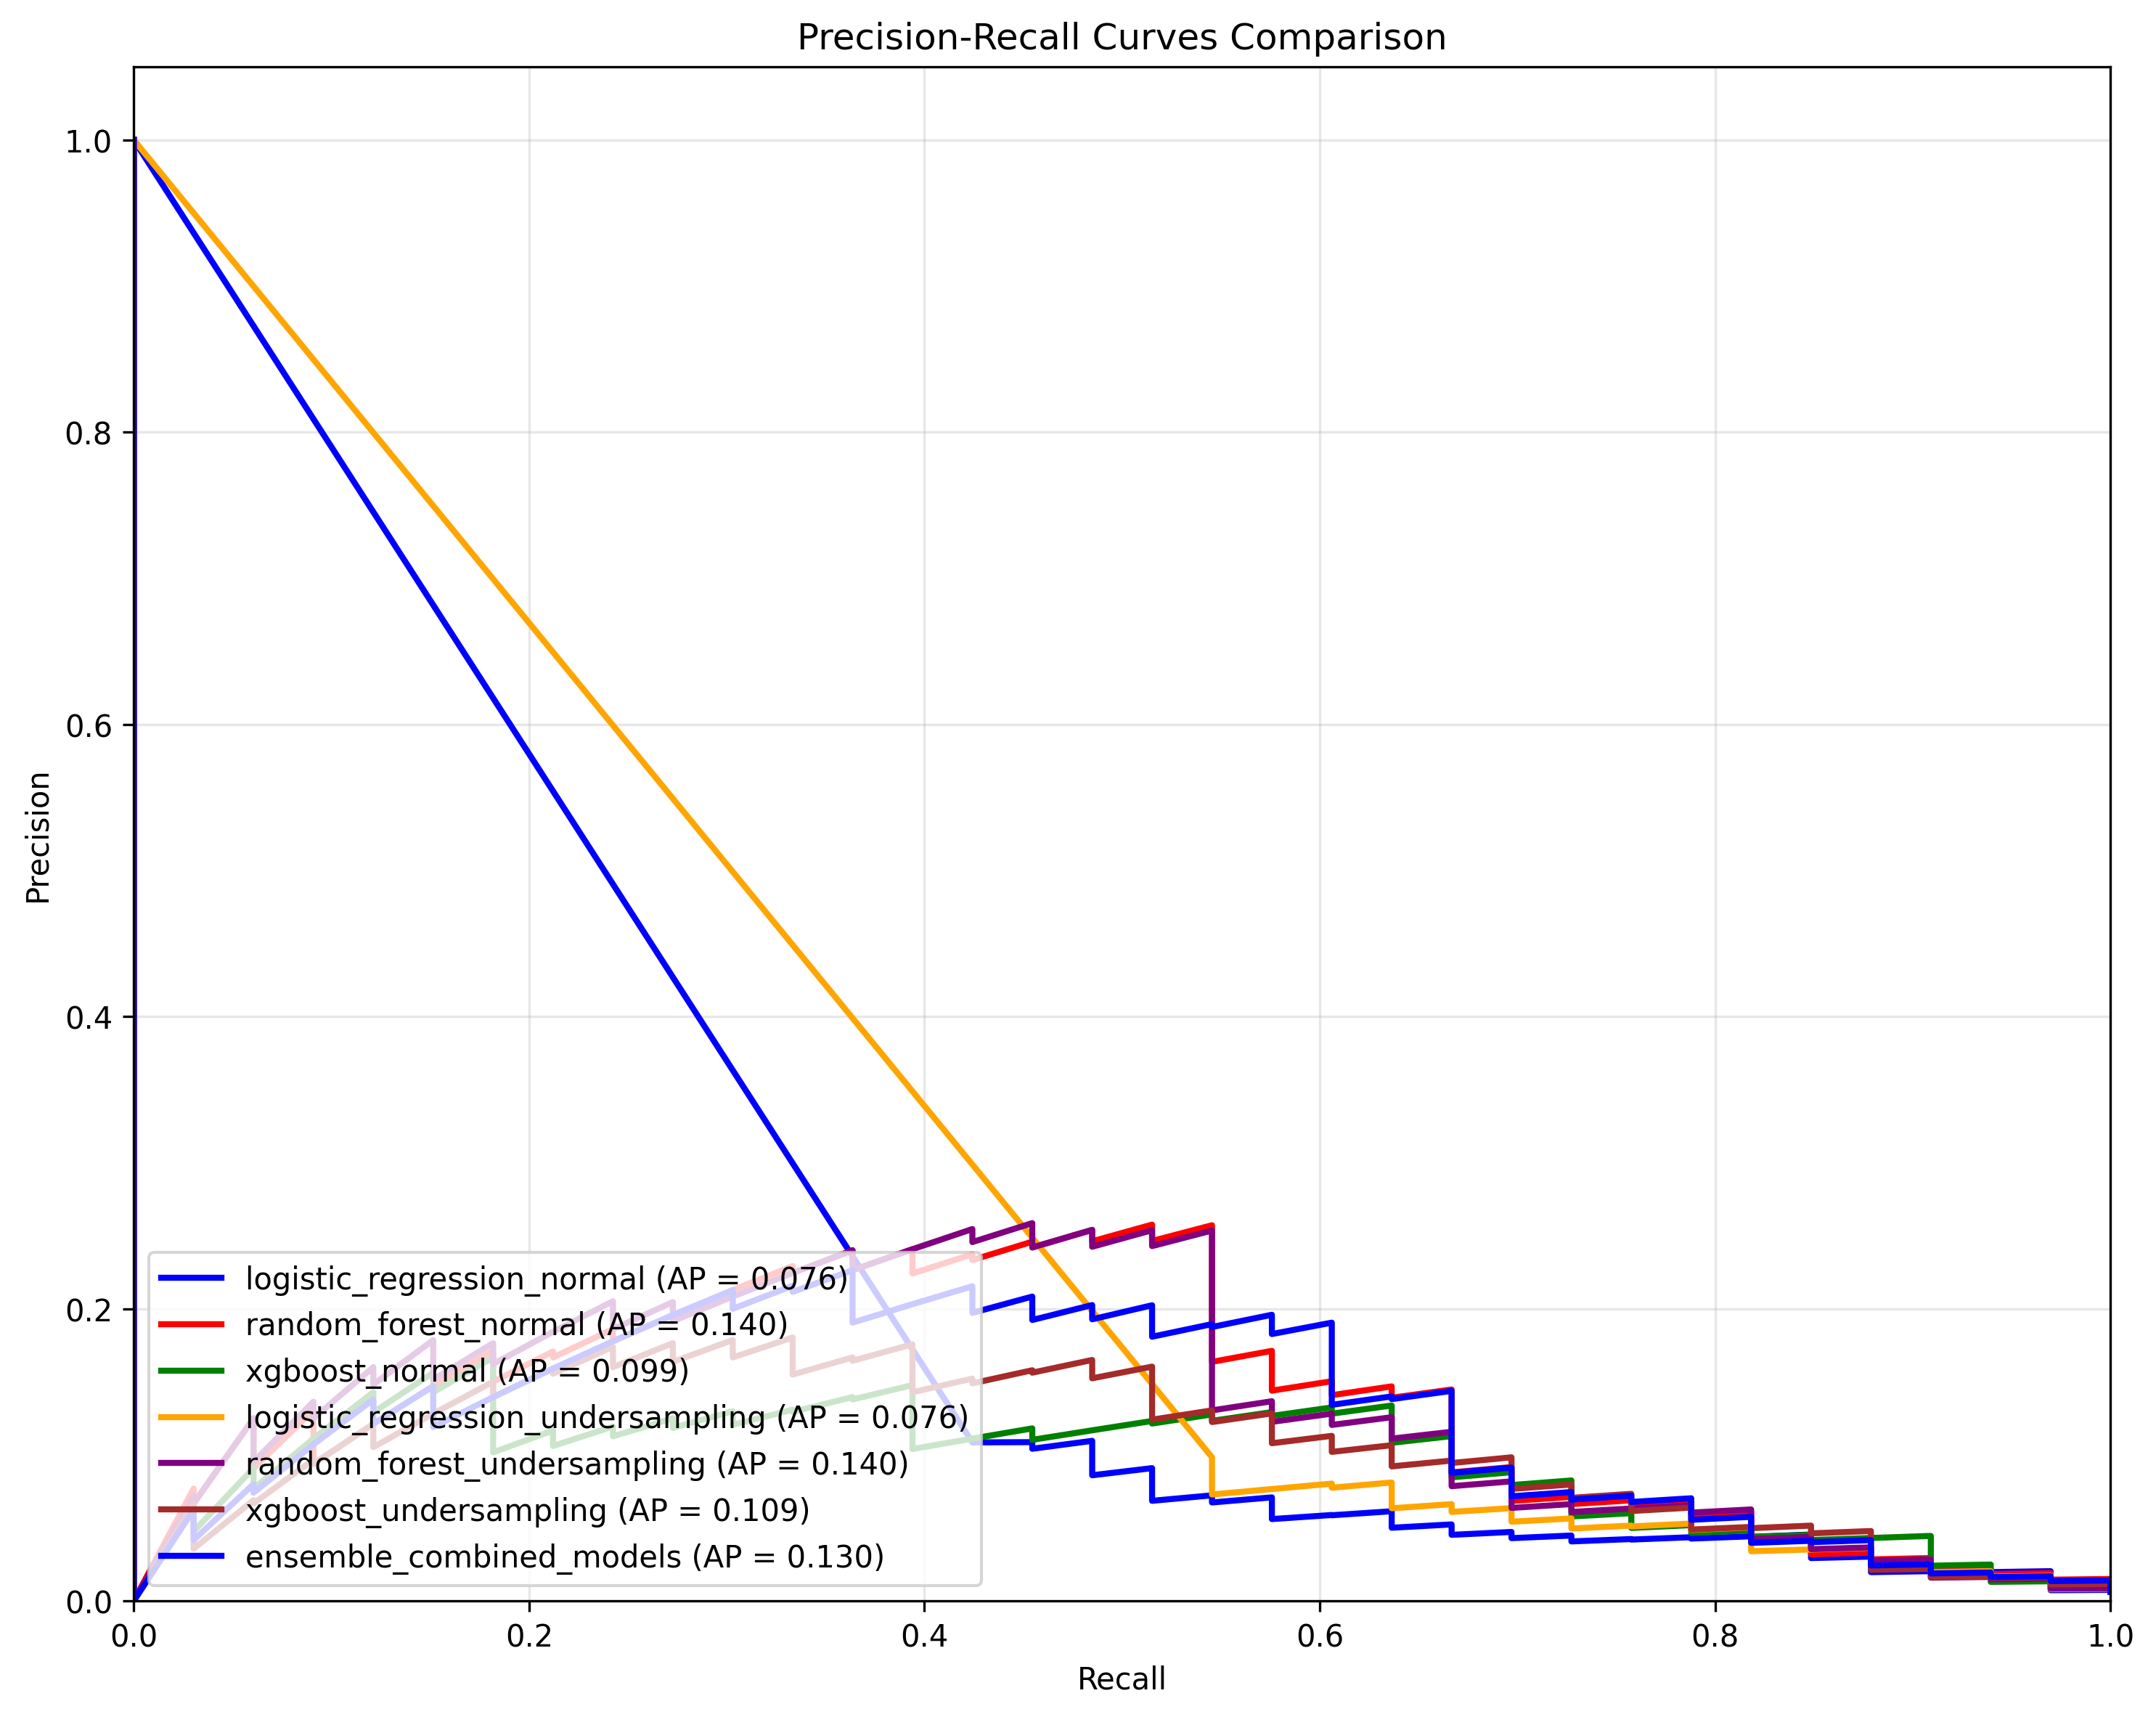 Precision-Recall Curves Comparison
Precision
1.0
0.8
0.6
0.4
0.2
0.0
logistic_regression_normal (AP = 0.076)
random_forest_normal (AP = 0.140)
xgboost_normal (AP = 0.099)
logistic_regression_undersampling (AP = 0.076)
random_forest_undersampling (AP = 0.140)
xgboost_undersampling (AP = 0.109)
ensemble_combined_models (AP = 0.130)
0.0 0.2 0.4 0.6 0.8 1.0
Recall